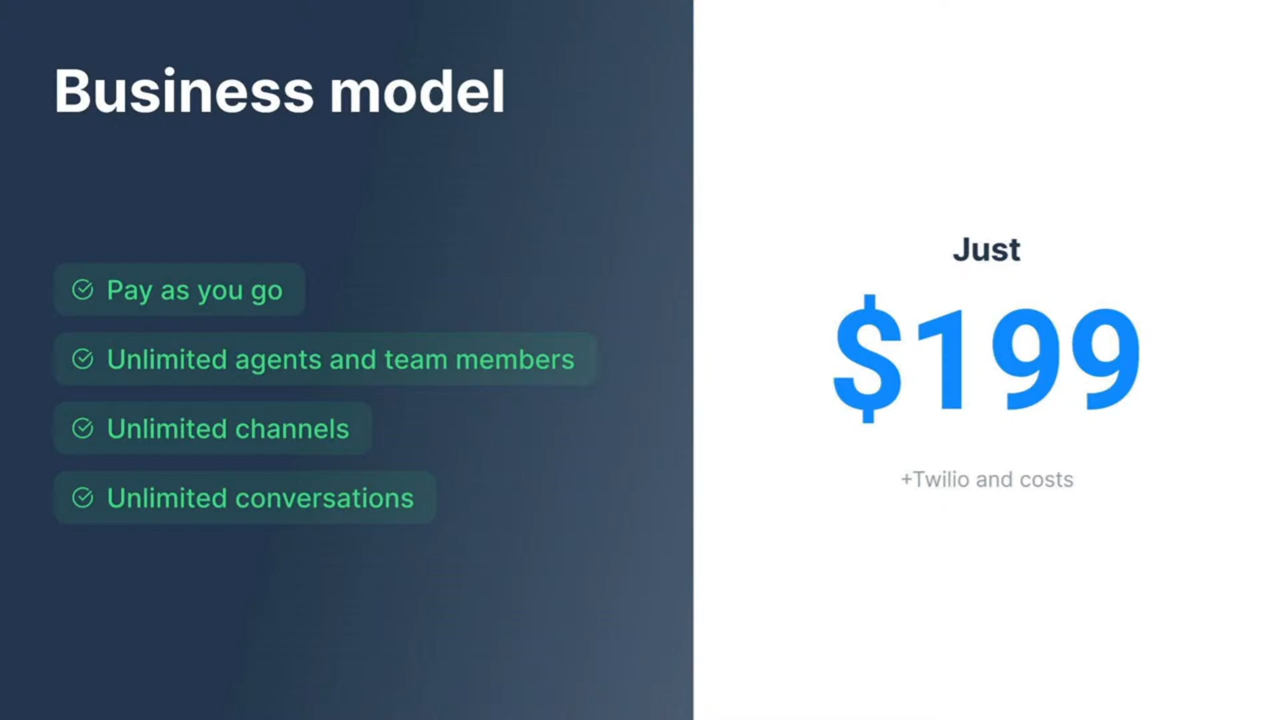 Business model
Pay as you go
Unlimited agents and team members
Unlimited channels
Unlimited conversations
Just
$199
+Twilio and costs